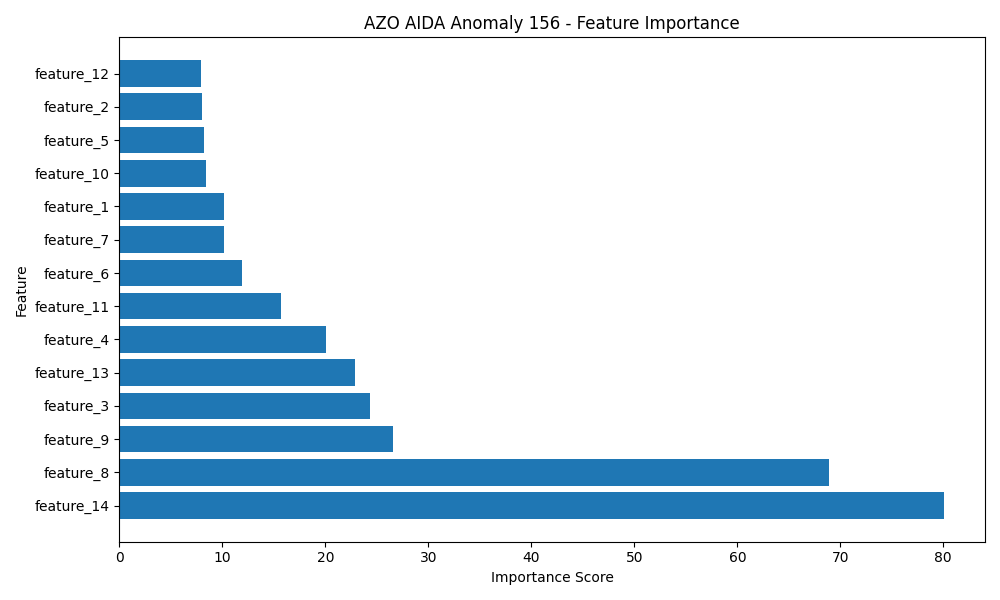 AZO AIDA Anomaly 156 - Feature Importance
feature_12
feature_2
feature_5
feature_10
feature_1
feature_7
feature_6
feature_11
feature_4
feature_13
feature_3
feature_9
feature_8
feature_14
Feature
0 10 20 30 40 50 60 70 80
Importance Score